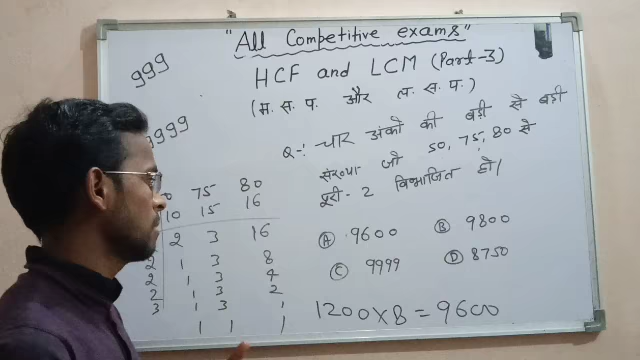 "All Competitive exams"
999
HCF and LCM (Part-3)
(म. स. प. और ल. स. प.)
9999
Q-: चार अंको की बड़ी से बड़ी
संख्या जो 50, 75, 80 से
पूरी-2 विभाजित हो।
0 75 80
10 15 16
2 3 16
2 1 3 8
2 1 3 4
2 1 3 2
3 1 3 1
1 1 1
(A) 9600 (B) 9800
(C) 9999 (D) 8750
1200×8=9600